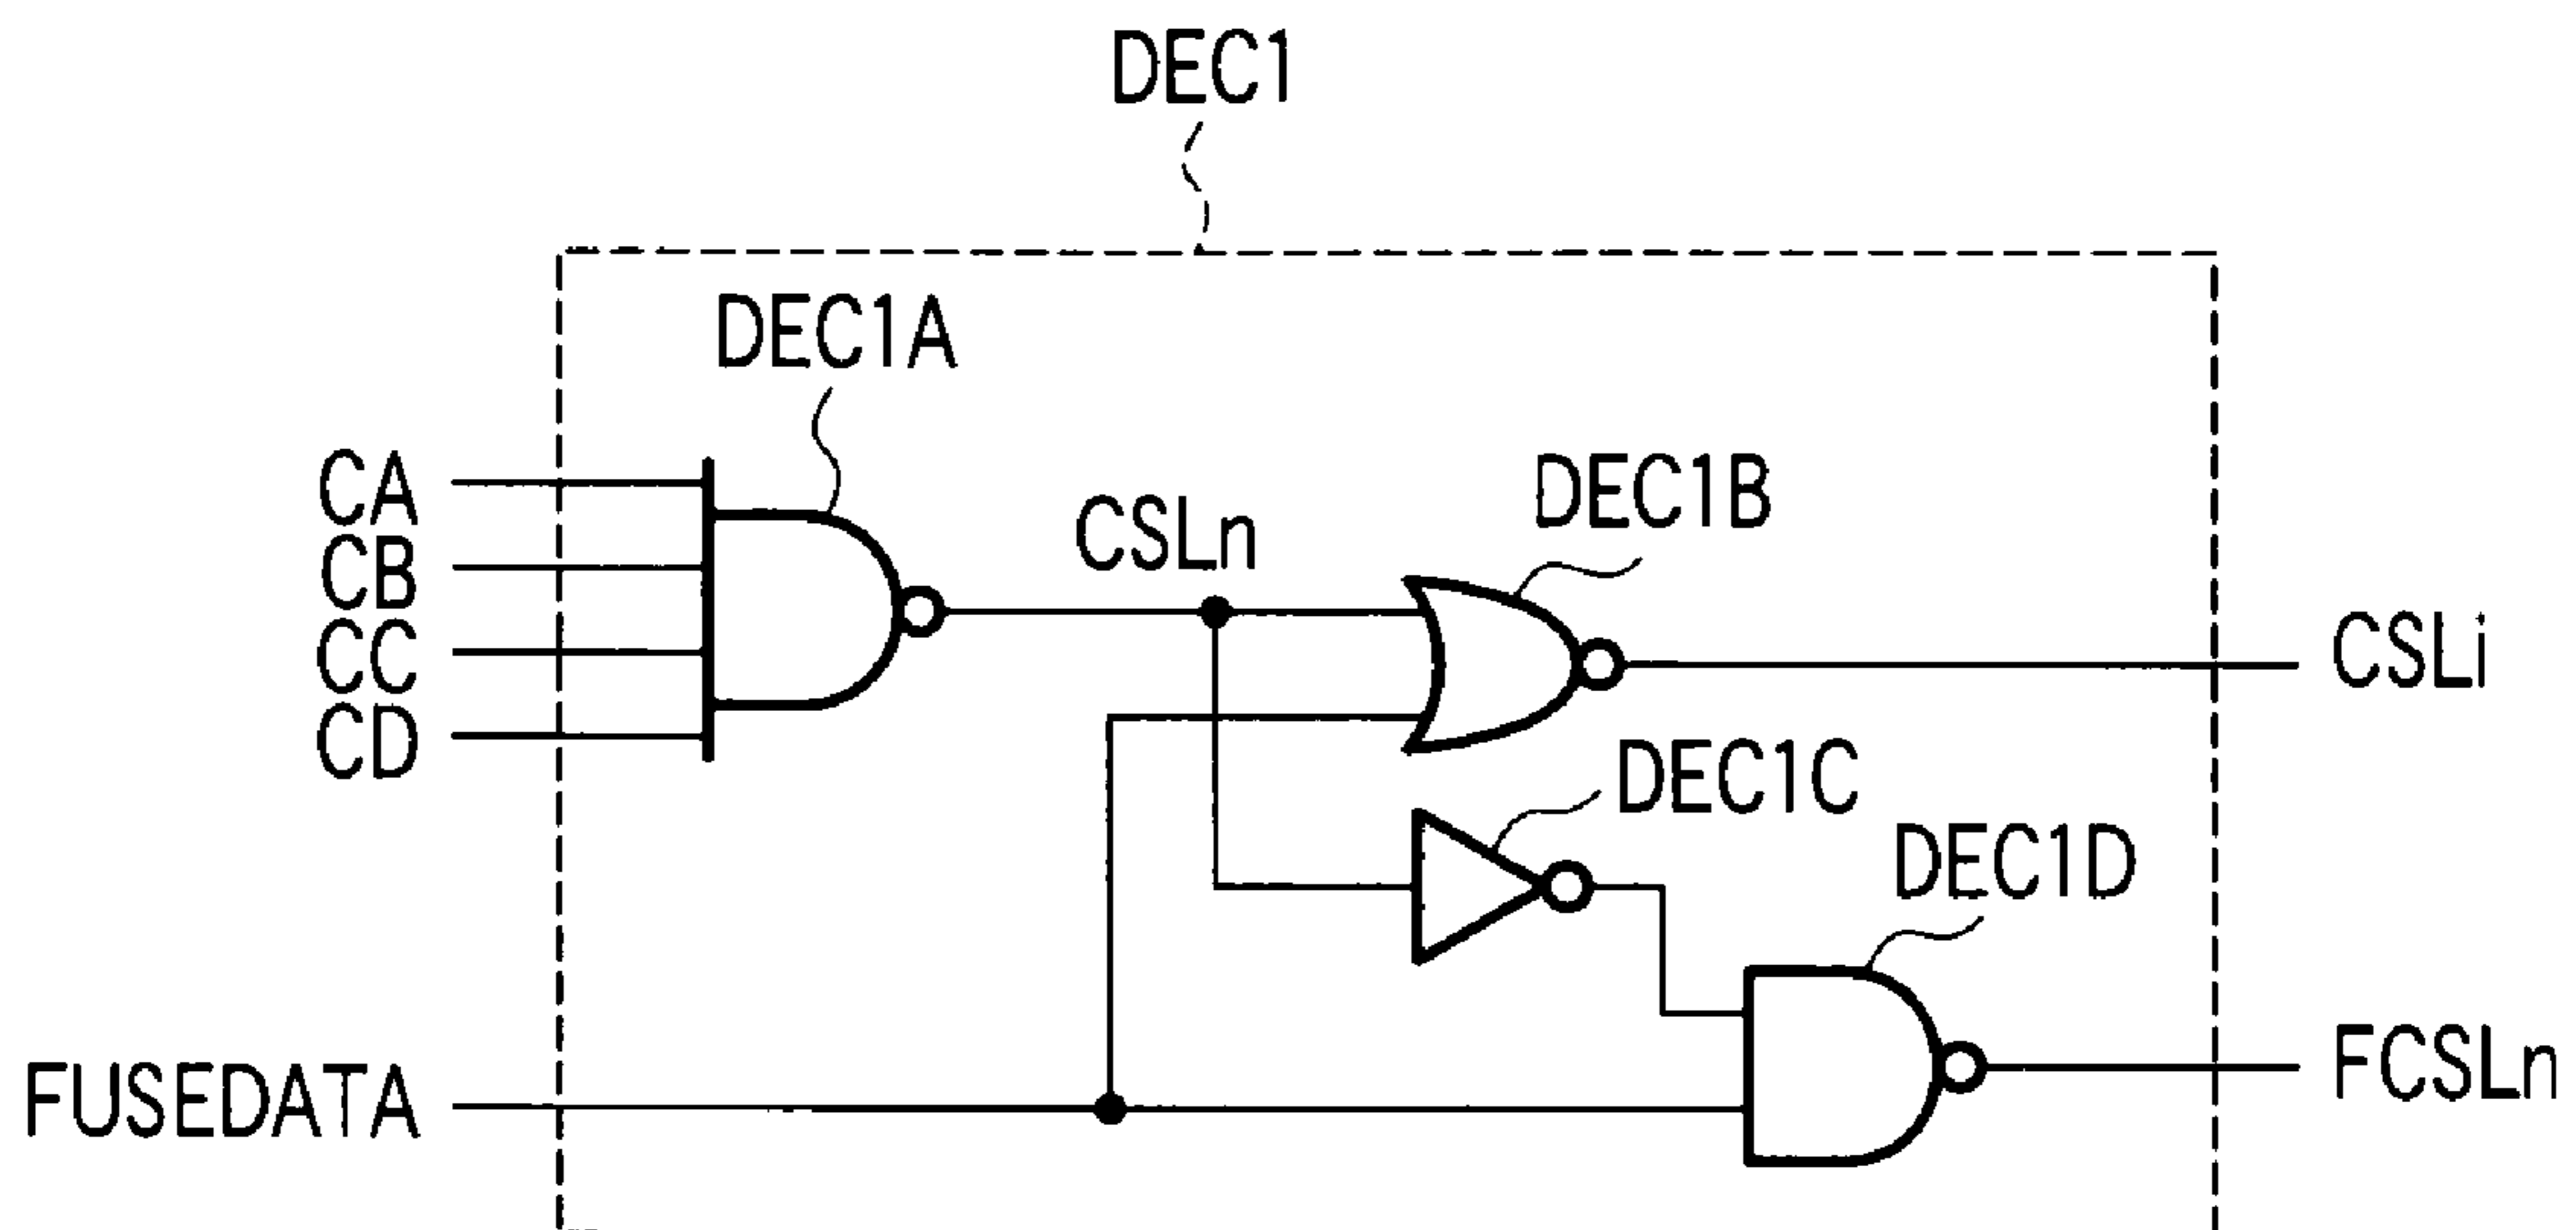 DEC1
DEC1A
CA
CB
CC
CD
CSLn
DEC1B
CSLi
DEC1C
DEC1D
FUSEDATA
FCSLn